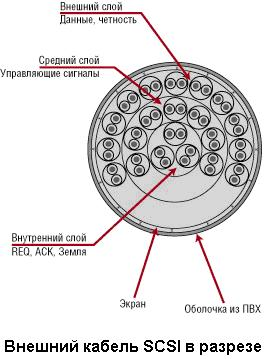 Внешний слой
Данные, четность
Средний слой
Управляющие сигналы
Внутренний слой
REQ, ACK, Земля
Экран
Оболочка из ПВХ
Внешний кабель SCSI в разрезе